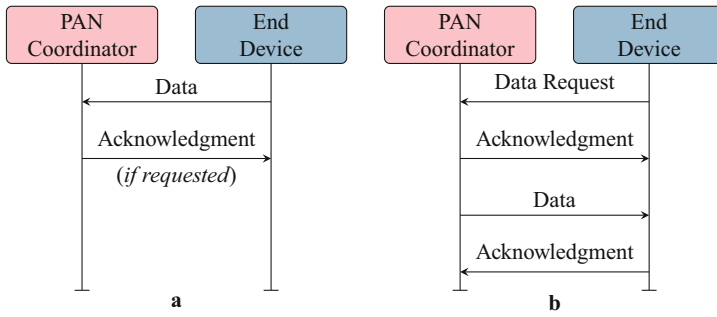 PAN
Coordinator
End
Device
Data
Acknowledgment
(if requested)
a
PAN
Coordinator
End
Device
Data Request
Acknowledgment
Data
Acknowledgment
b